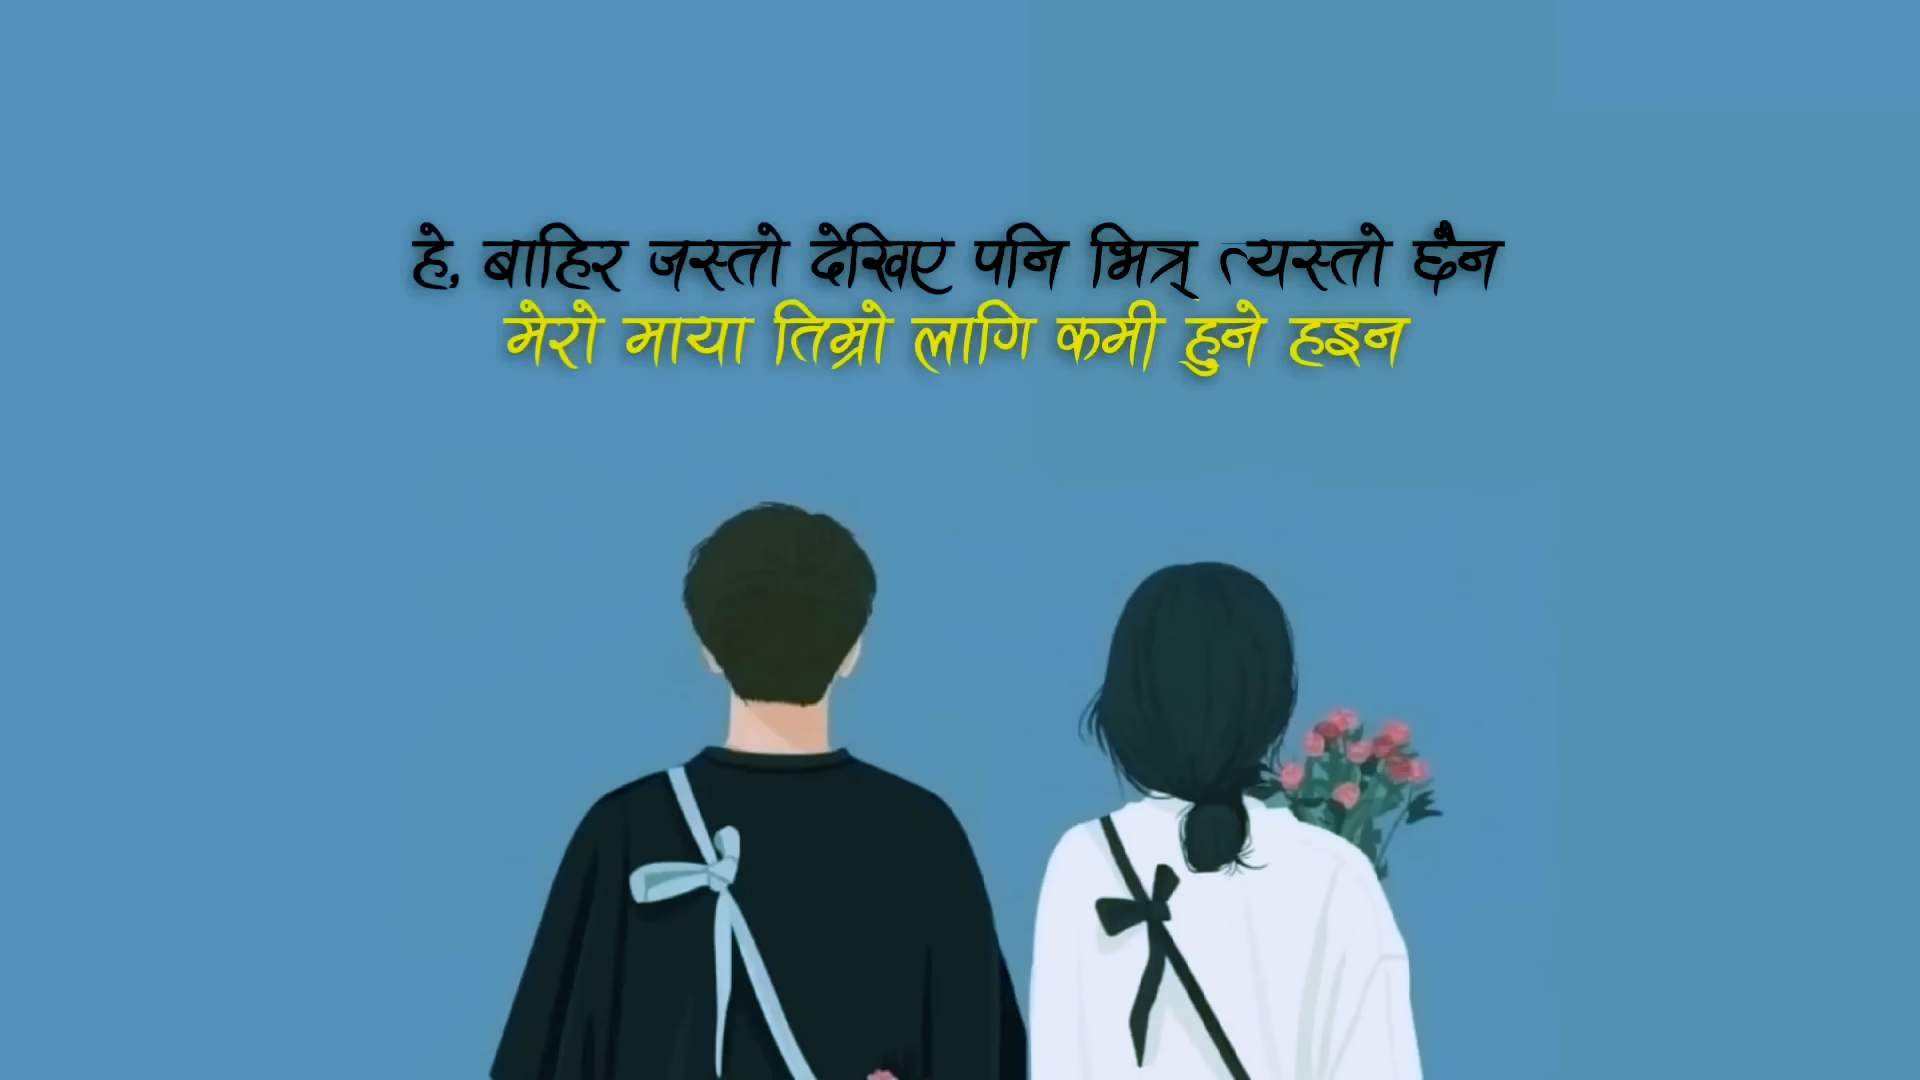 हे, बाहिर जस्तो देखिए पनि भित्र् त्यस्तो छैन
मेरो माया तिम्रो लागि कमी हुने हइन